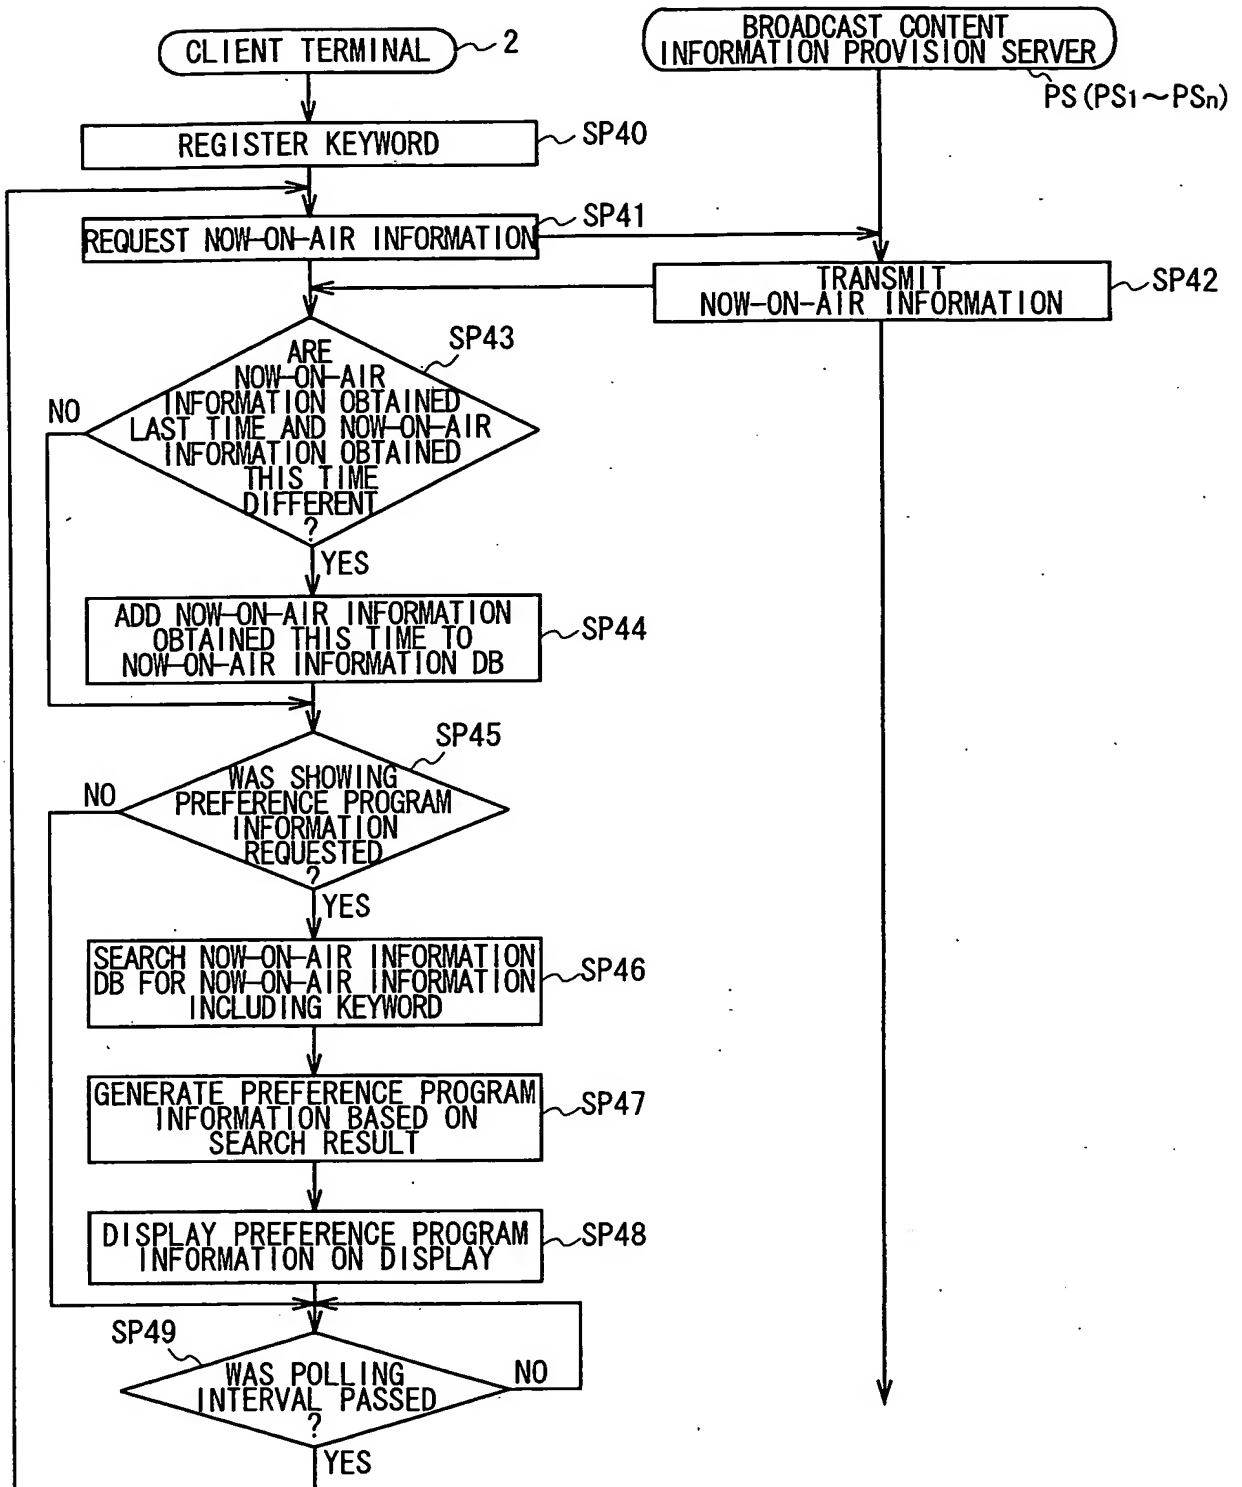 CLIENT TERMINAL
2
BROADCAST CONTENT
INFORMATION PROVISION SERVER
PS(PS1~PSn)
REGISTER KEYWORD
SP40
REQUEST NOW-ON-AIR INFORMATION
SP41
TRANSMIT
NOW-ON-AIR INFORMATION
SP42
SP43
ARE
NOW-ON-AIR
INFORMATION OBTAINED
LAST TIME AND NOW-ON-AIR
INFORMATION OBTAINED
THIS TIME
DIFFERENT
?
NO
YES
ADD NOW-ON-AIR INFORMATION
OBTAINED THIS TIME TO
NOW-ON-AIR INFORMATION DB
SP44
SP45
WAS SHOWING
PREFERENCE PROGRAM
INFORMATION
REQUESTED
?
NO
YES
SEARCH NOW-ON-AIR INFORMATION
DB FOR NOW-ON-AIR INFORMATION
INCLUDING KEYWORD
SP46
GENERATE PREFERENCE PROGRAM
INFORMATION BASED ON
SEARCH RESULT
SP47
DISPLAY PREFERENCE PROGRAM
INFORMATION ON DISPLAY
SP48
SP49
WAS POLLING
INTERVAL PASSED
?
NO
YES